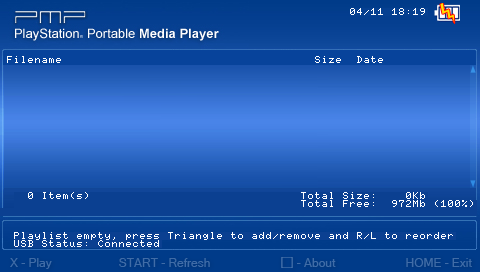 PMP 04/11 18:19
PlayStation® Portable Media Player
Filename Size Date
0 Item(s) Total Size: 0Kb
Total Free: 972Mb (100%)
Playlist empty, press Triangle to add/remove and R/L to reorder
USB Status: Connected
X - Play START - Refresh □ - About HOME - Exit